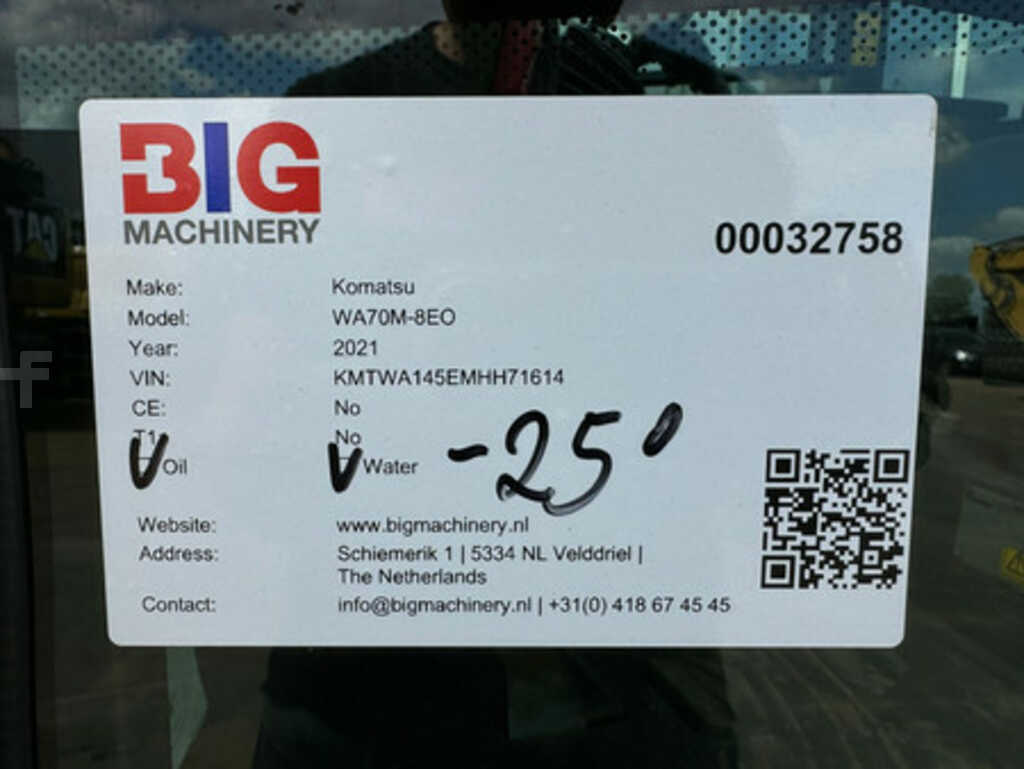 BIG
MACHINERY
00032758
Make: Komatsu
Model: WA70M-8EO
Year: 2021
VIN: KMTWA145EMHH71614
CE: No
T1: No
Oil Water -25°
Website: www.bigmachinery.nl
Address: Schiemerik 1 | 5334 NL Velddriel |
The Netherlands
Contact: info@bigmachinery.nl | +31(0) 418 67 45 45
CAT
f